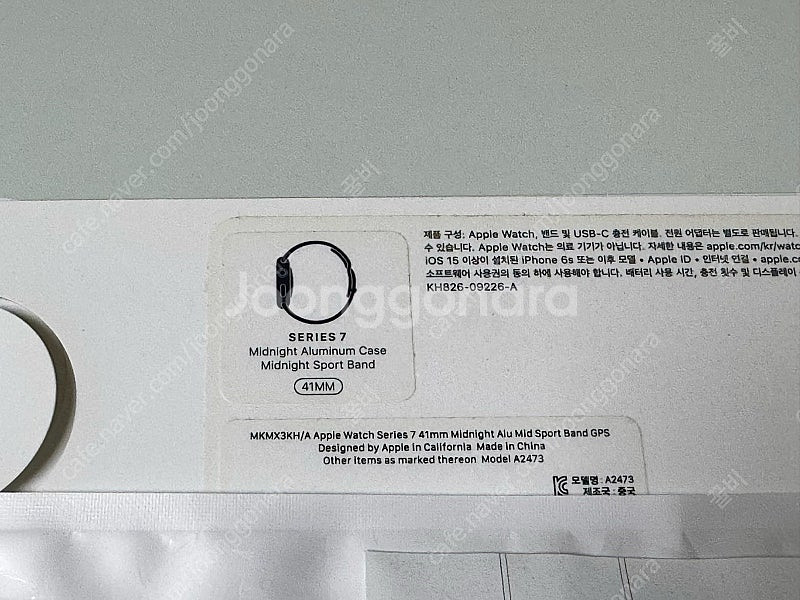 제품 구성: Apple Watch, 밴드 및 USB-C 충전 케이블. 전원 어댑터는 별도로 판매됩니다.
수 있습니다. Apple Watch는 의료 기기가 아닙니다. 자세한 내용은 apple.com/kr/watc
iOS 15 이상이 설치된 iPhone 6s 또는 이후 모델 • Apple ID • 인터넷 연결 • apple.co
소프트웨어 사용권의 동의 하에 사용해야 합니다. 배터리 사용 시간, 충전 횟수 및 디스플레이
KH826-09226-A
Joonggonara
SERIES 7
Midnight Aluminum Case
Midnight Sport Band
41MM
MKMX3KH/A Apple Watch Series 7 41mm Midnight Alu Mid Sport Band GPS
Designed by Apple in California Made in China
Other items as marked thereon Model A2473
모델명 : A2473
제조국 : 중국
cafe.naver.com/joonggonara
꿀비